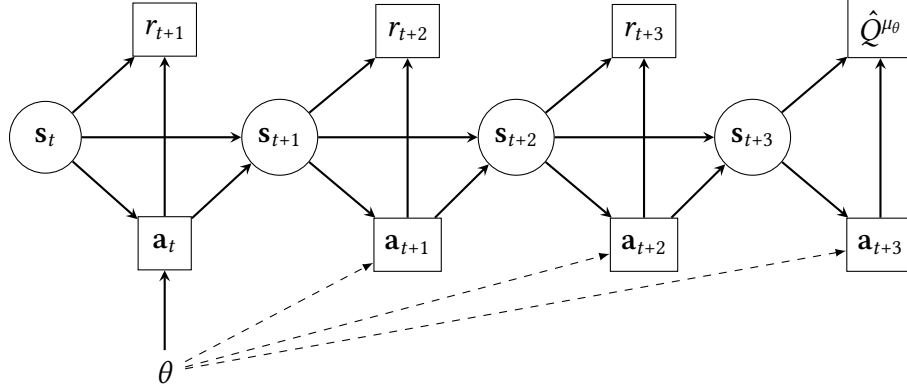 r_{t+1} r_{t+2} r_{t+3} \hat{Q}^{μ_θ}
s_t s_{t+1} s_{t+2} s_{t+3}
a_t a_{t+1} a_{t+2} a_{t+3}
θ